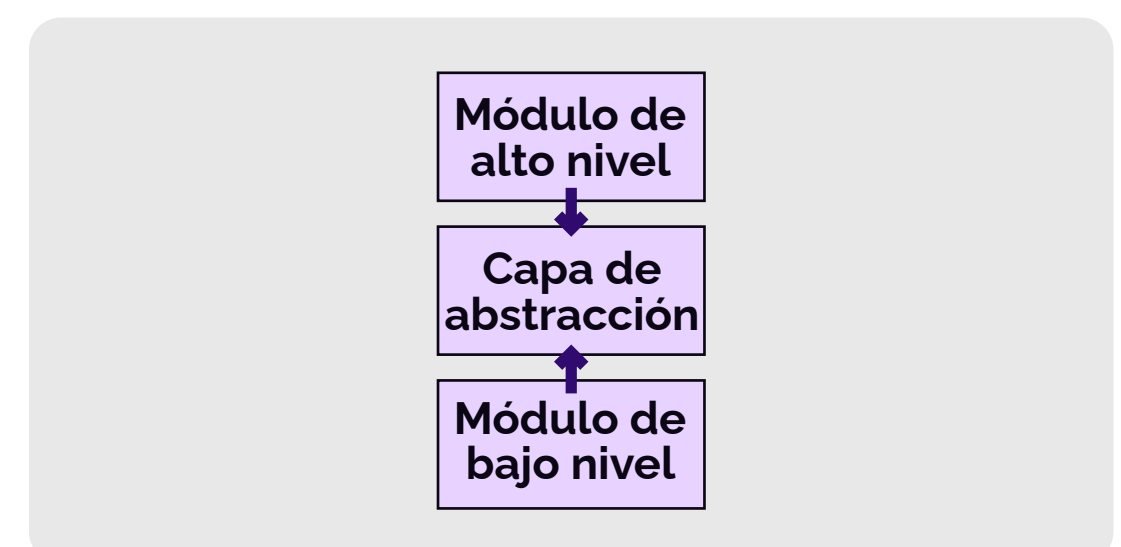 Módulo de
alto nivel
Capa de
abstracción
Módulo de
bajo nivel